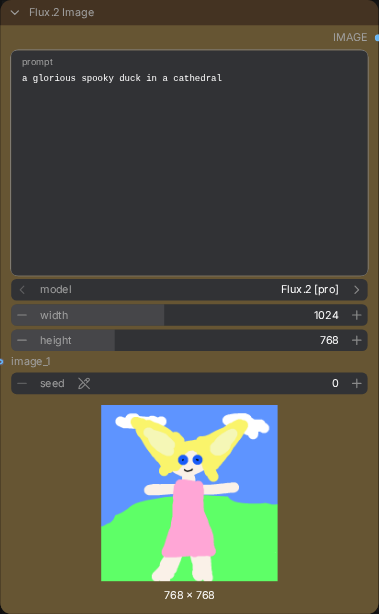 Flux.2 Image
IMAGE
prompt
a glorious spooky duck in a cathedral
model Flux.2 [pro]
width 1024
height 768
image_1
seed 0
768 × 768